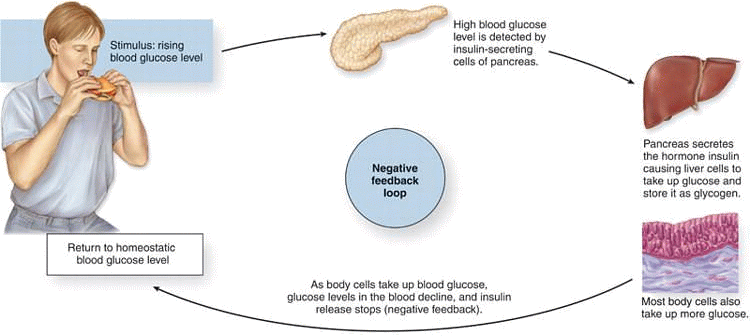 Stimulus: rising
blood glucose level
High blood glucose
level is detected by
insulin-secreting
cells of pancreas.
Pancreas secretes
the hormone insulin
causing liver cells to
take up glucose and
store it as glycogen.
Negative
feedback
loop
Most body cells also
take up more glucose.
As body cells take up blood glucose,
glucose levels in the blood decline, and insulin
release stops (negative feedback).
Return to homeostatic
blood glucose level